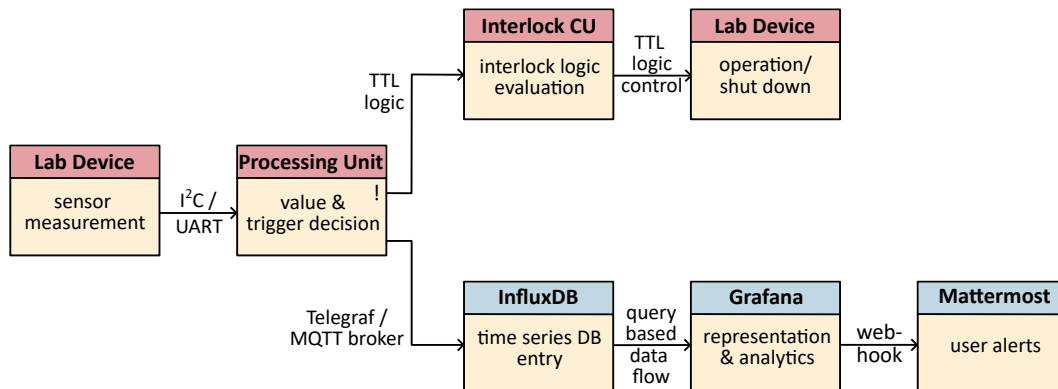 Interlock CU
interlock logic
evaluation
TTL
logic
control
Lab Device
operation/
shut down
TTL
logic
Lab Device
sensor
measurement
I²C /
UART
Processing Unit
!
value &
trigger decision
Telegraf /
MQTT broker
InfluxDB
time series DB
entry
query
based
data
flow
Grafana
representation
& analytics
web-
hook
Mattermost
user alerts